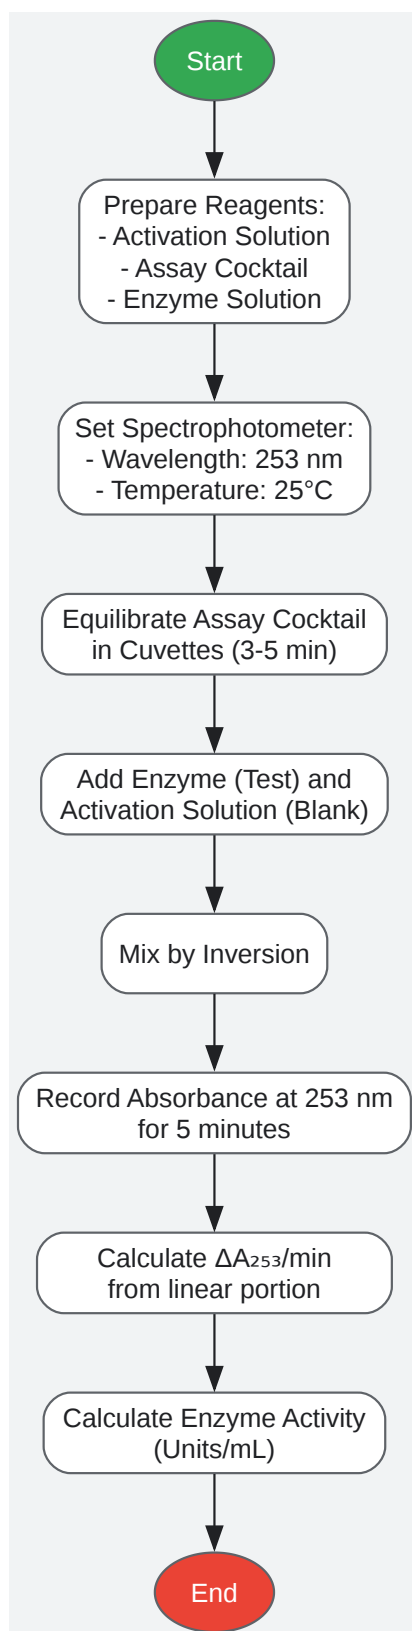 Start
Prepare Reagents:
- Activation Solution
- Assay Cocktail
- Enzyme Solution
Set Spectrophotometer:
- Wavelength: 253 nm
- Temperature: 25°C
Equilibrate Assay Cocktail
in Cuvettes (3-5 min)
Add Enzyme (Test) and
Activation Solution (Blank)
Mix by Inversion
Record Absorbance at 253 nm
for 5 minutes
Calculate ΔA₂₅₃/min
from linear portion
Calculate Enzyme Activity
(Units/mL)
End